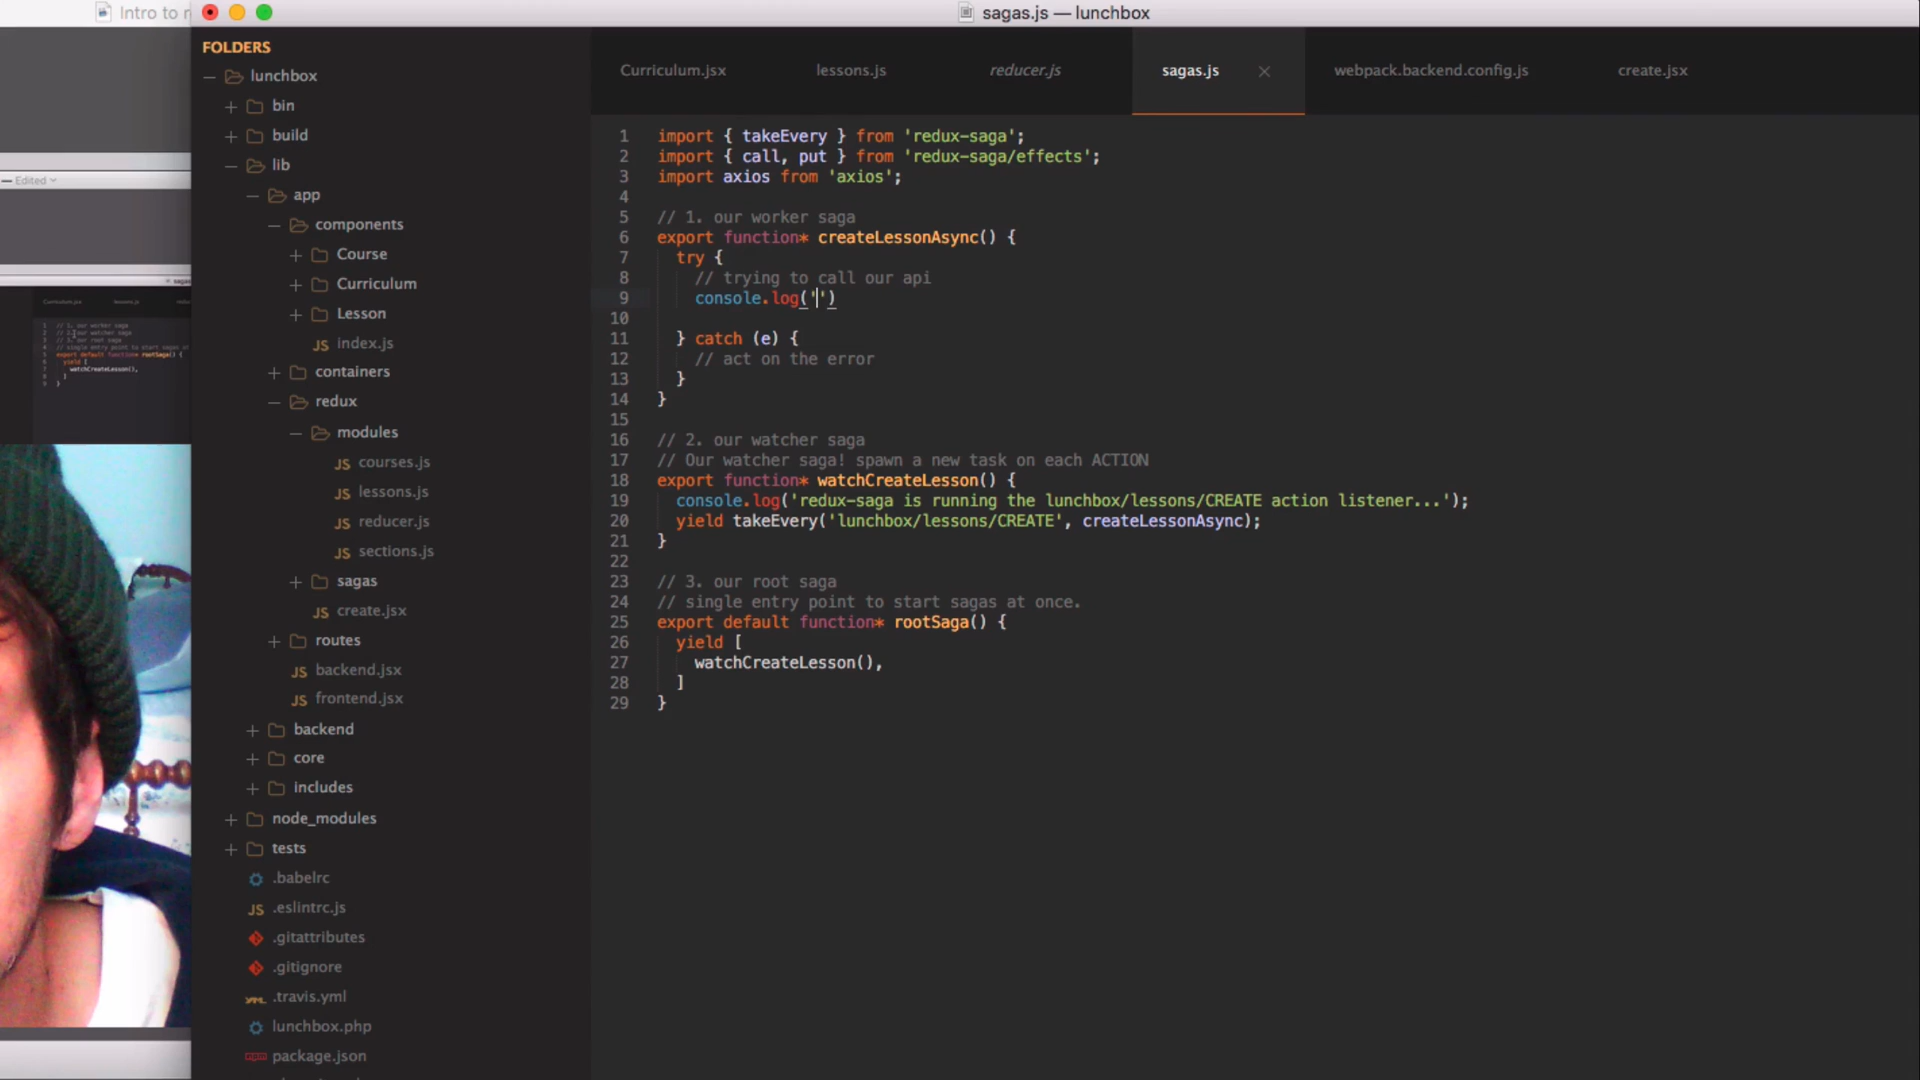 Intro to r
sagas.js — lunchbox
— Edited
FOLDERS
lunchbox
bin
build
lib
app
components
Course
Curriculum
Lesson
JS index.js
containers
redux
modules
JS courses.js
JS lessons.js
JS reducer.js
JS sections.js
sagas
JS create.jsx
routes
JS backend.jsx
JS frontend.jsx
backend
core
includes
node_modules
tests
.babelrc
JS .eslintrc.js
.gitattributes
.gitignore
YML .travis.yml
lunchbox.php
npm package.json
Curriculum.jsx lessons.js reducer.js sagas.js webpack.backend.config.js create.jsx
1 import { takeEvery } from 'redux-saga';
2 import { call, put } from 'redux-saga/effects';
3 import axios from 'axios';
4
5 // 1. our worker saga
6 export function* createLessonAsync() {
7 try {
8 // trying to call our api
9 console.log('')
10
11 } catch (e) {
12 // act on the error
13 }
14 }
15
16 // 2. our watcher saga
17 // Our watcher saga! spawn a new task on each ACTION
18 export function* watchCreateLesson() {
19 console.log('redux-saga is running the lunchbox/lessons/CREATE action listener...');
20 yield takeEvery('lunchbox/lessons/CREATE', createLessonAsync);
21 }
22
23 // 3. our root saga
24 // single entry point to start sagas at once.
25 export default function* rootSaga() {
26 yield [
27 watchCreateLesson(),
28 ]
29 }